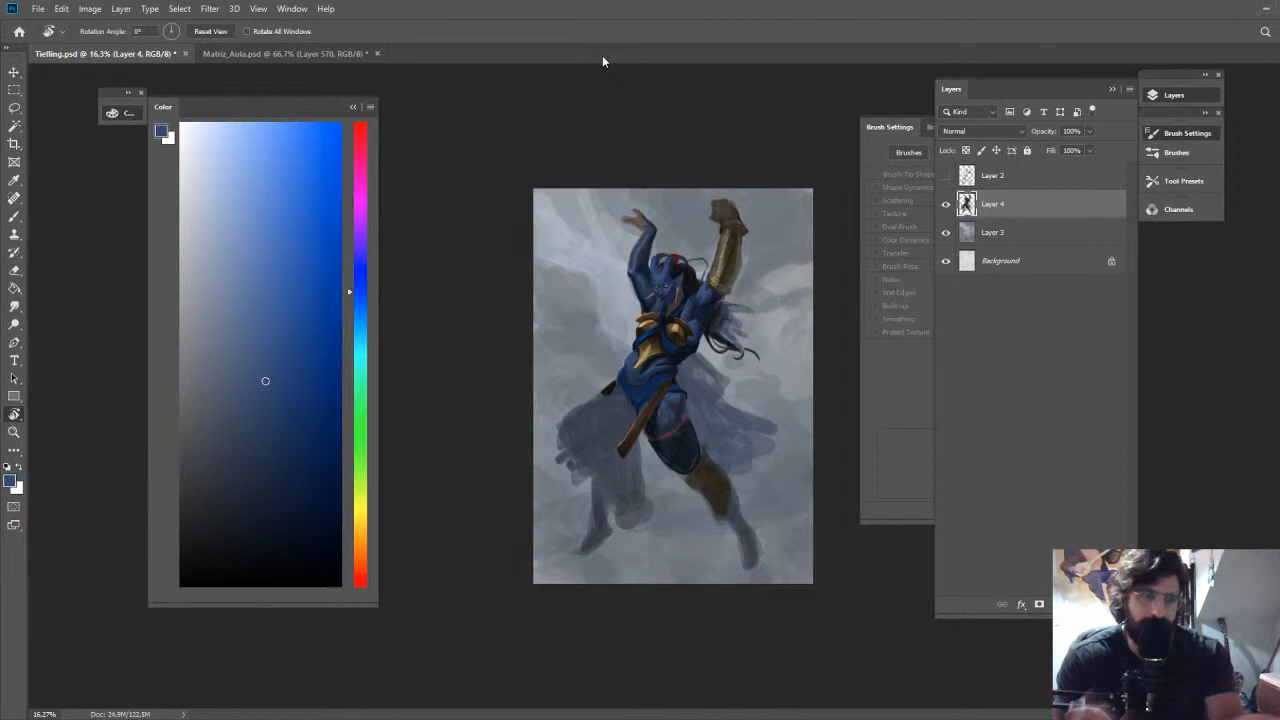 Ps File Edit Image Layer Type Select Filter 3D View Window Help
Rotation Angle: 0° Reset View Rotate All Windows
Tiefling.psd @ 16,3% (Layer 4, RGB/8) * Matriz_Aula.psd @ 66,7% (Layer 570, RGB/8) *
C...
Color
Layers
Kind
Normal Opacity: 100%
Lock: Fill: 100%
Layer 2
Layer 4
Layer 3
Background
Brush Settings
Brushes
Brush Tip Shape
Shape Dynamics
Scattering
Texture
Dual Brush
Color Dynamics
Transfer
Brush Pose
Noise
Wet Edges
Build-up
Smoothing
Protect Texture
Layers
Brush Settings
Brushes
Tool Presets
Channels
fx
16.27% Doc: 24,9M/122,5M